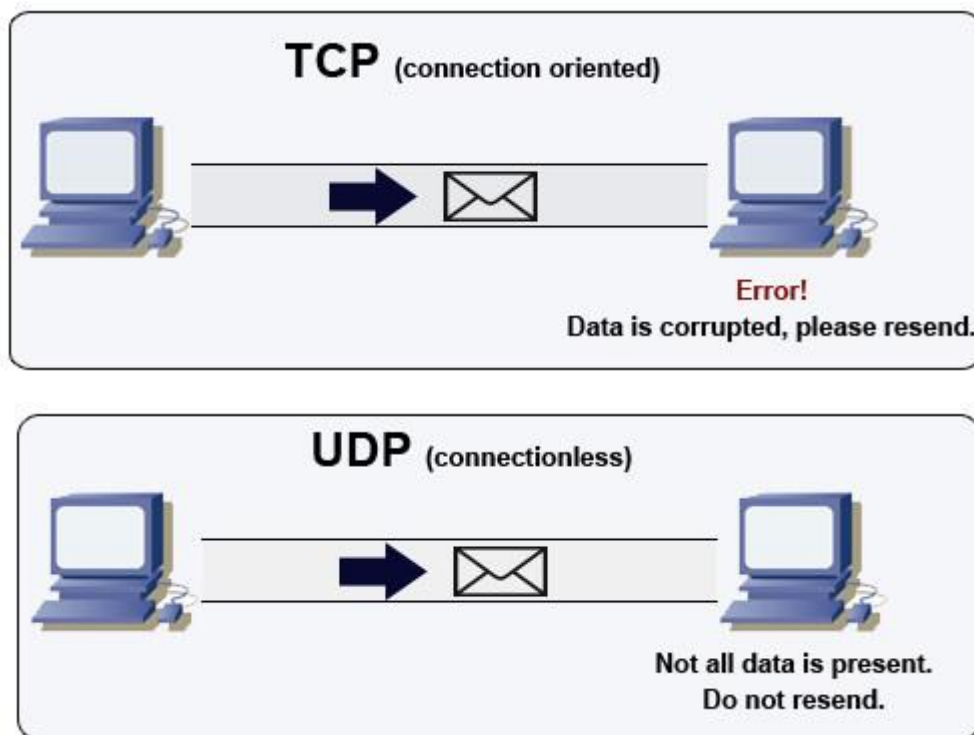 TCP (connection oriented)
Error!
Data is corrupted, please resend.
UDP (connectionless)
Not all data is present.
Do not resend.